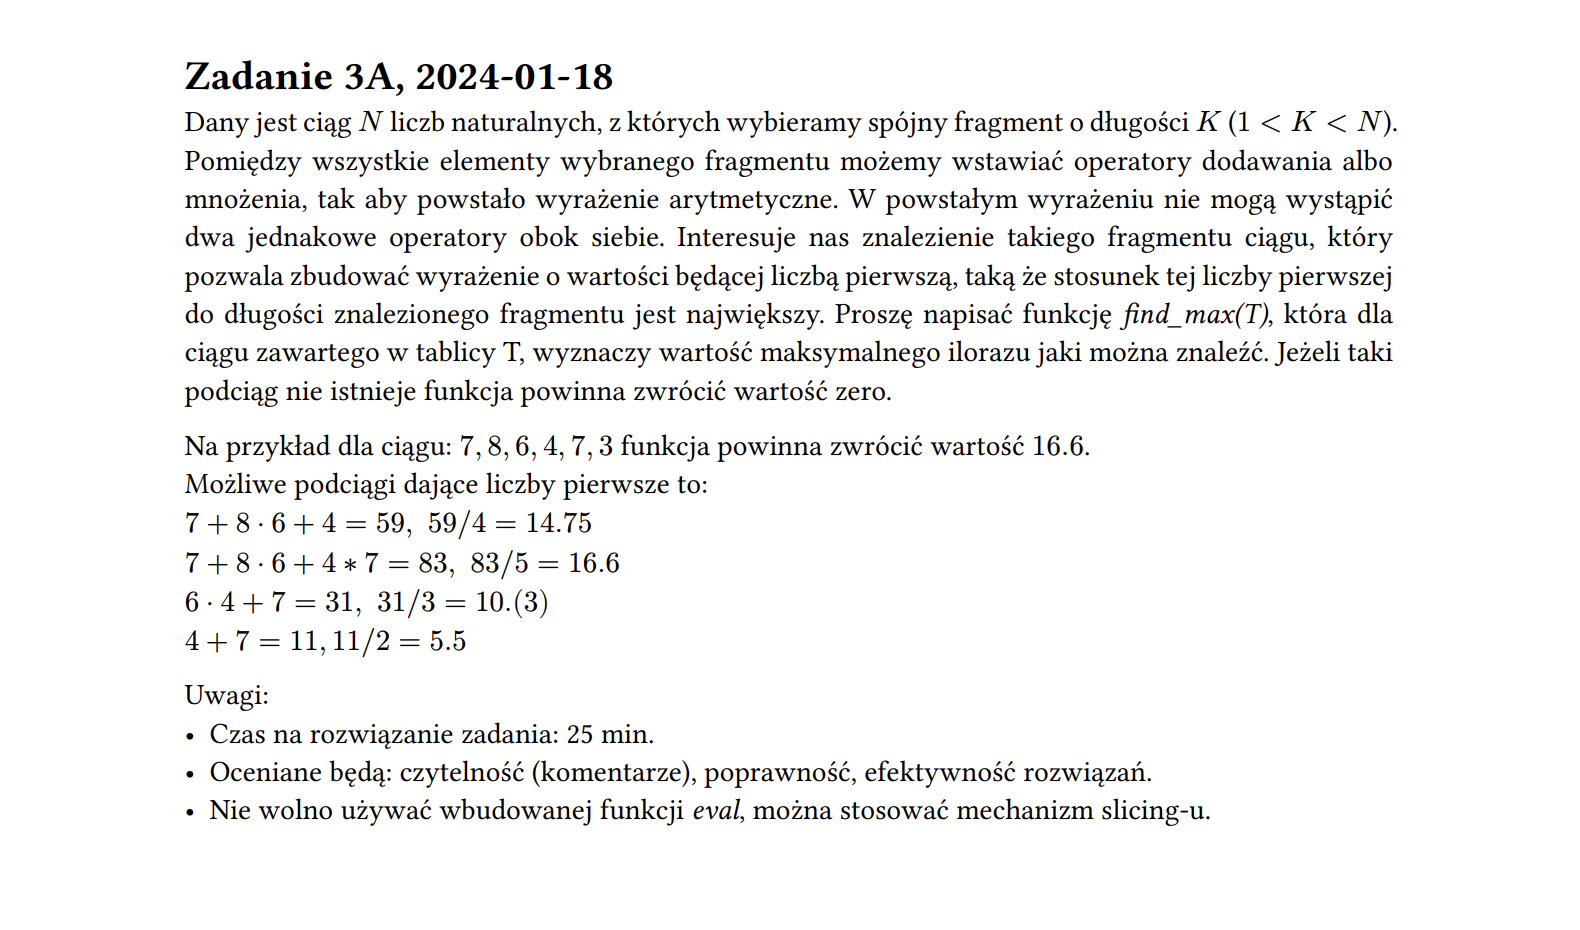 Zadanie 3A, 2024-01-18
Dany jest ciąg N liczb naturalnych, z których wybieramy spójny fragment o długości K (1 < K < N).
Pomiędzy wszystkie elementy wybranego fragmentu możemy wstawiać operatory dodawania albo
mnożenia, tak aby powstało wyrażenie arytmetyczne. W powstałym wyrażeniu nie mogą wystąpić
dwa jednakowe operatory obok siebie. Interesuje nas znalezienie takiego fragmentu ciągu, który
pozwala zbudować wyrażenie o wartości będącej liczbą pierwszą, taką że stosunek tej liczby pierwszej
do długości znalezionego fragmentu jest największy. Proszę napisać funkcję find_max(T), która dla
ciągu zawartego w tablicy T, wyznaczy wartość maksymalnego ilorazu jaki można znaleźć. Jeżeli taki
podciąg nie istnieje funkcja powinna zwrócić wartość zero.
Na przykład dla ciągu: 7, 8, 6, 4, 7, 3 funkcja powinna zwrócić wartość 16.6.
Możliwe podciągi dające liczby pierwsze to:
7 + 8 · 6 + 4 = 59, 59/4 = 14.75
7 + 8 · 6 + 4 ∗ 7 = 83, 83/5 = 16.6
6 · 4 + 7 = 31, 31/3 = 10.(3)
4 + 7 = 11, 11/2 = 5.5
Uwagi:
• Czas na rozwiązanie zadania: 25 min.
• Oceniane będą: czytelność (komentarze), poprawność, efektywność rozwiązań.
• Nie wolno używać wbudowanej funkcji eval, można stosować mechanizm slicing-u.